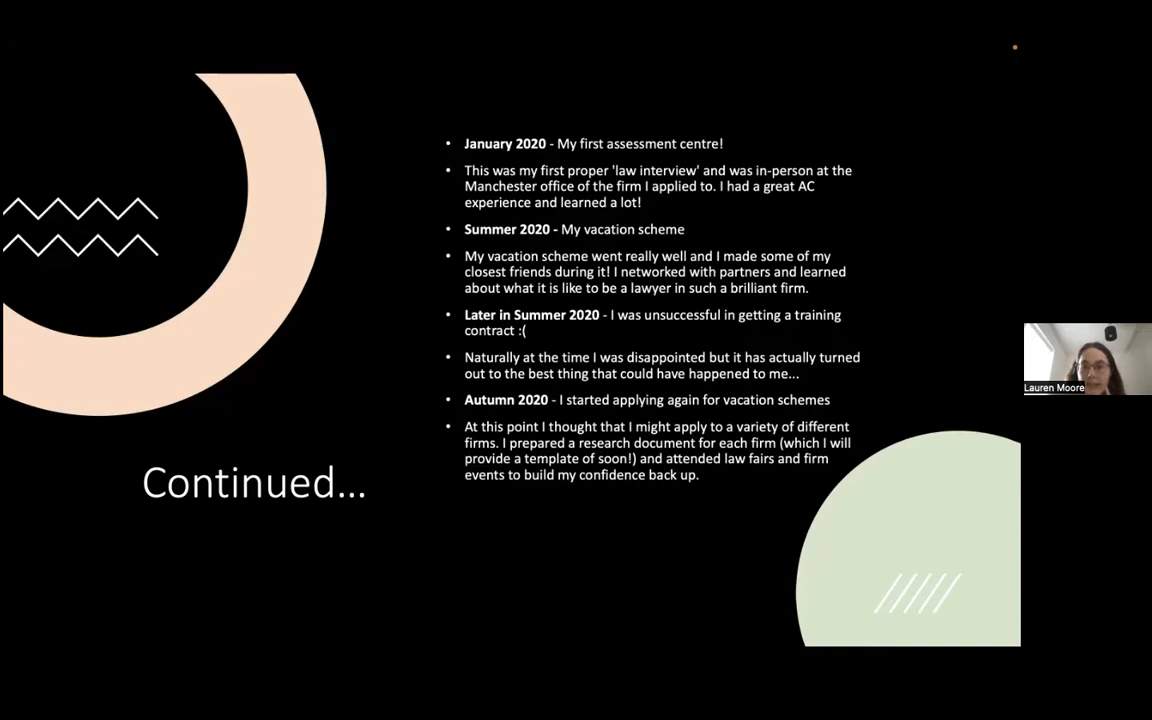 • January 2020 - My first assessment centre!
• This was my first proper 'law interview' and was in-person at the
Manchester office of the firm I applied to. I had a great AC
experience and learned a lot!
• Summer 2020 - My vacation scheme
• My vacation scheme went really well and I made some of my
closest friends during it! I networked with partners and learned
about what it is like to be a lawyer in such a brilliant firm.
• Later in Summer 2020 - I was unsuccessful in getting a training
contract :(
• Naturally at the time I was disappointed but it has actually turned
out to the best thing that could have happened to me...
• Autumn 2020 - I started applying again for vacation schemes
• At this point I thought that I might apply to a variety of different
firms. I prepared a research document for each firm (which I will
provide a template of soon!) and attended law fairs and firm
events to build my confidence back up.
Continued...
Lauren Moore